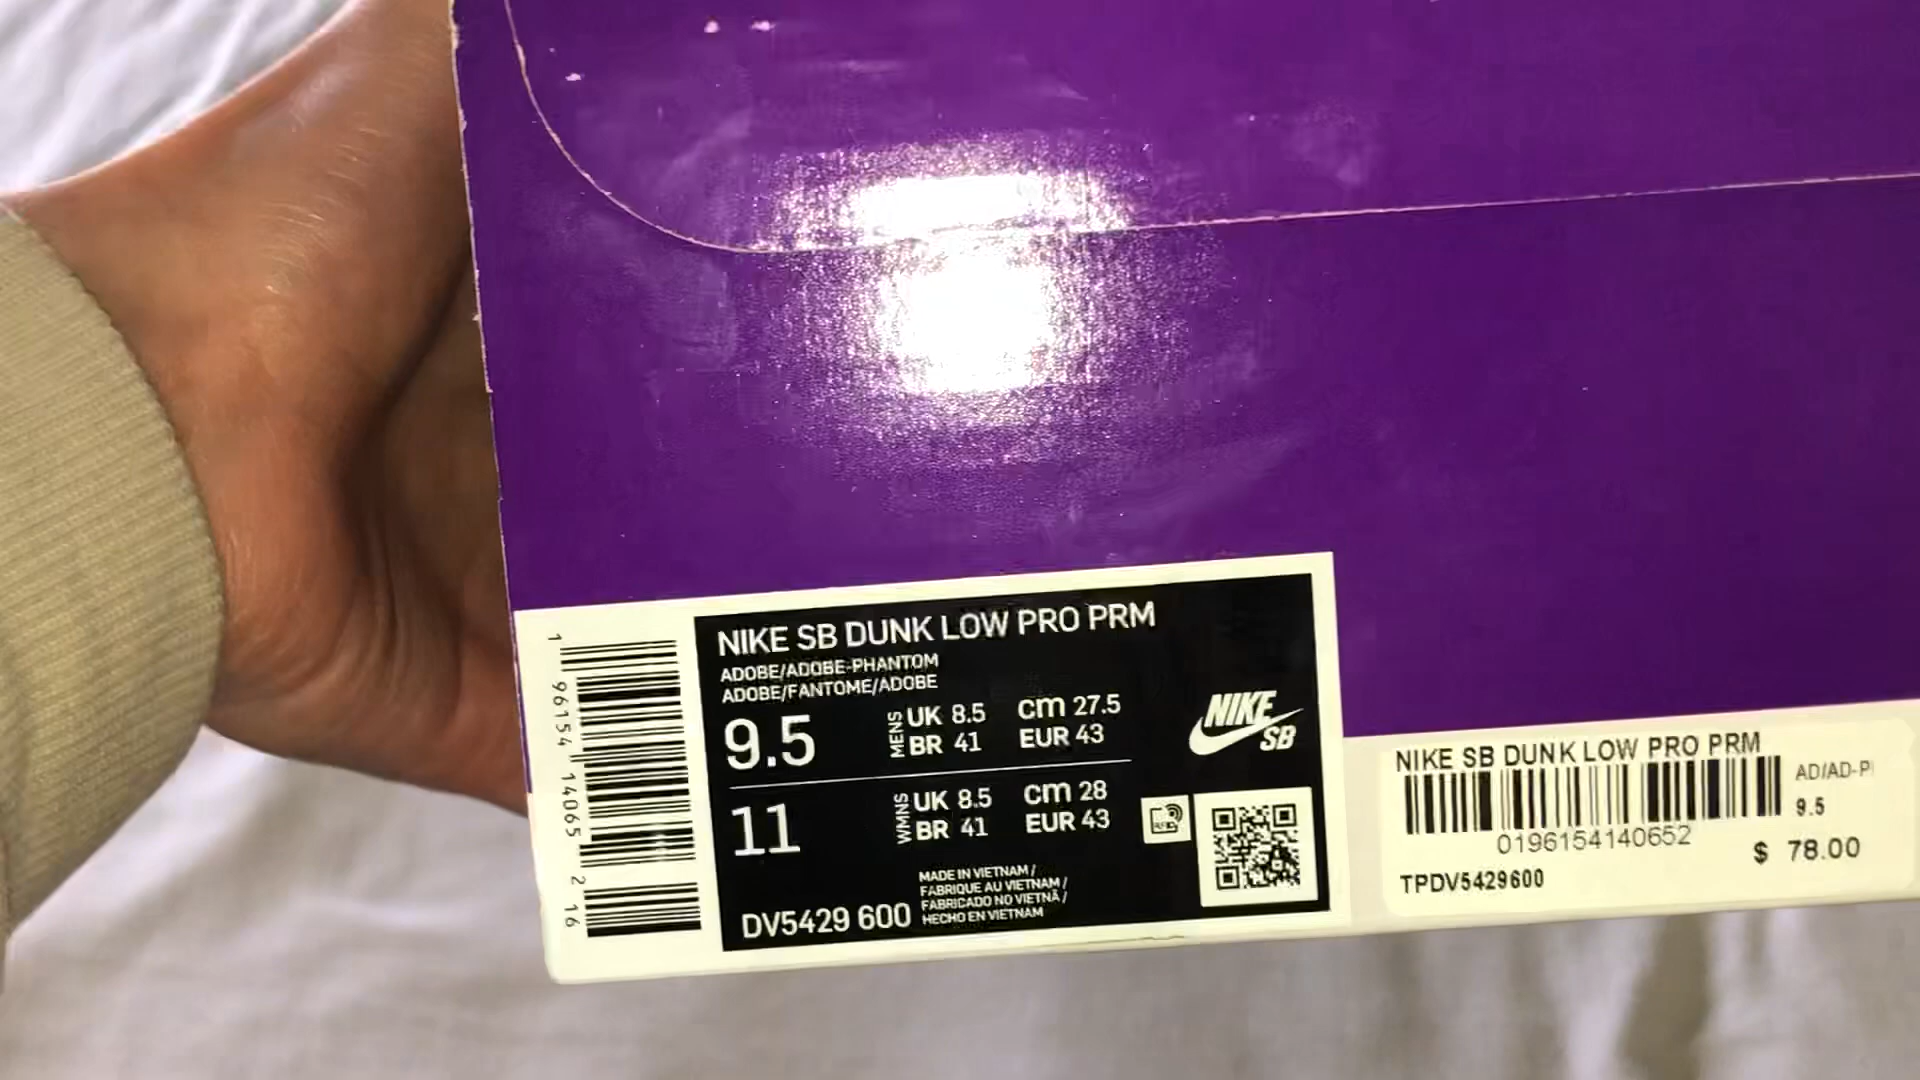 NIKE SB DUNK LOW PRO PRM
ADOBE/ADOBE-PHANTOM
ADOBE/FANTOME/ADOBE
9.5 MENS UK 8.5 cm 27.5
BR 41 EUR 43
11 WMNS UK 8.5 cm 28
BR 41 EUR 43
MADE IN VIETNAM /
FABRIQUE AU VIETNAM /
FABRICADO NO VIETNÃ /
HECHO EN VIETNAM
DV5429 600
NIKE
SB
1 96154 14065 2 16
NIKE SB DUNK LOW PRO PRM
AD/AD-P
9.5
0196154140652
$ 78.00
TPDV5429600